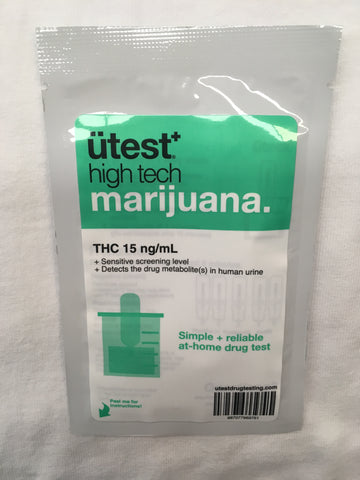 ütest+®
high tech
marijuana.
THC 15 ng/mL
+ Sensitive screening level
+ Detects the drug metabolite(s) in human urine
Simple + reliable
at-home drug test
Peel me for
instructions!
utestdrugtesting.com